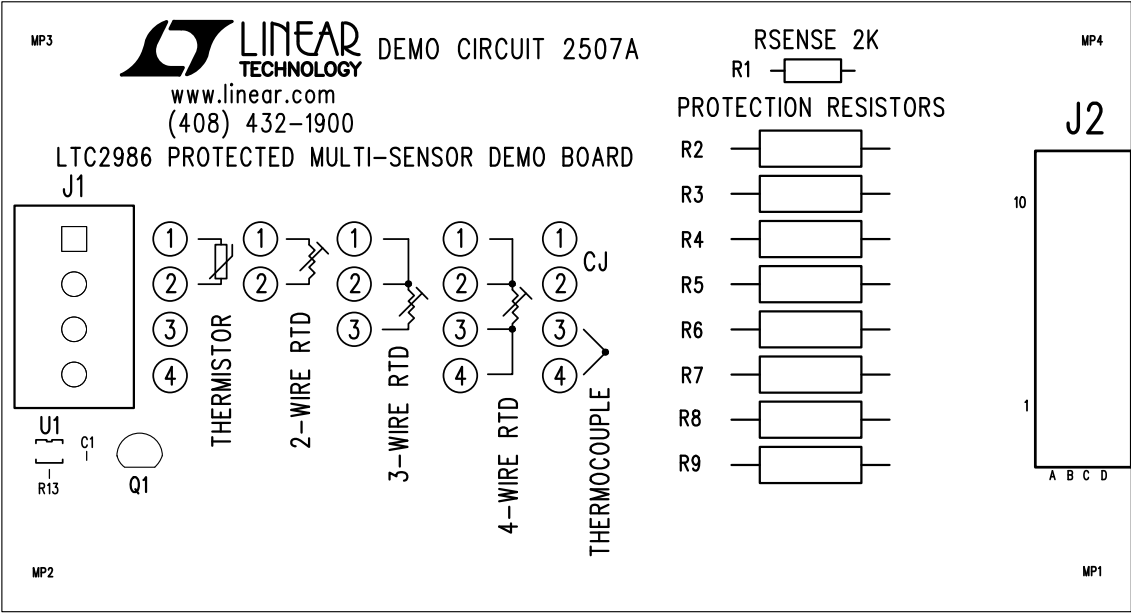 MP3
LINEAR
TECHNOLOGY
DEMO CIRCUIT 2507A
www.linear.com
(408) 432-1900
LTC2986 PROTECTED MULTI-SENSOR DEMO BOARD
RSENSE 2K
R1
PROTECTION RESISTORS
R2
R3
R4
R5
R6
R7
R8
R9
MP4
J2
10
1
A B C D
J1
1
2
3
4
THERMISTOR
1
2
2-WIRE RTD
1
2
3
3-WIRE RTD
1
2
3
4
4-WIRE RTD
1
2
CJ
3
4
THERMOCOUPLE
U1
C1
R13
Q1
MP2
MP1